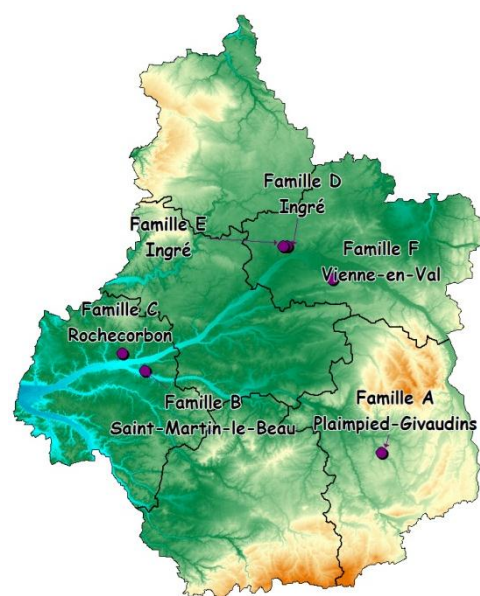 Famille D
Ingré
Famille E
Ingré
Famille F
Vienne-en-Val
Famille C
Rochecorbon
Famille B
Saint-Martin-le-Beau
Famille A
Plaimpied-Givaudins